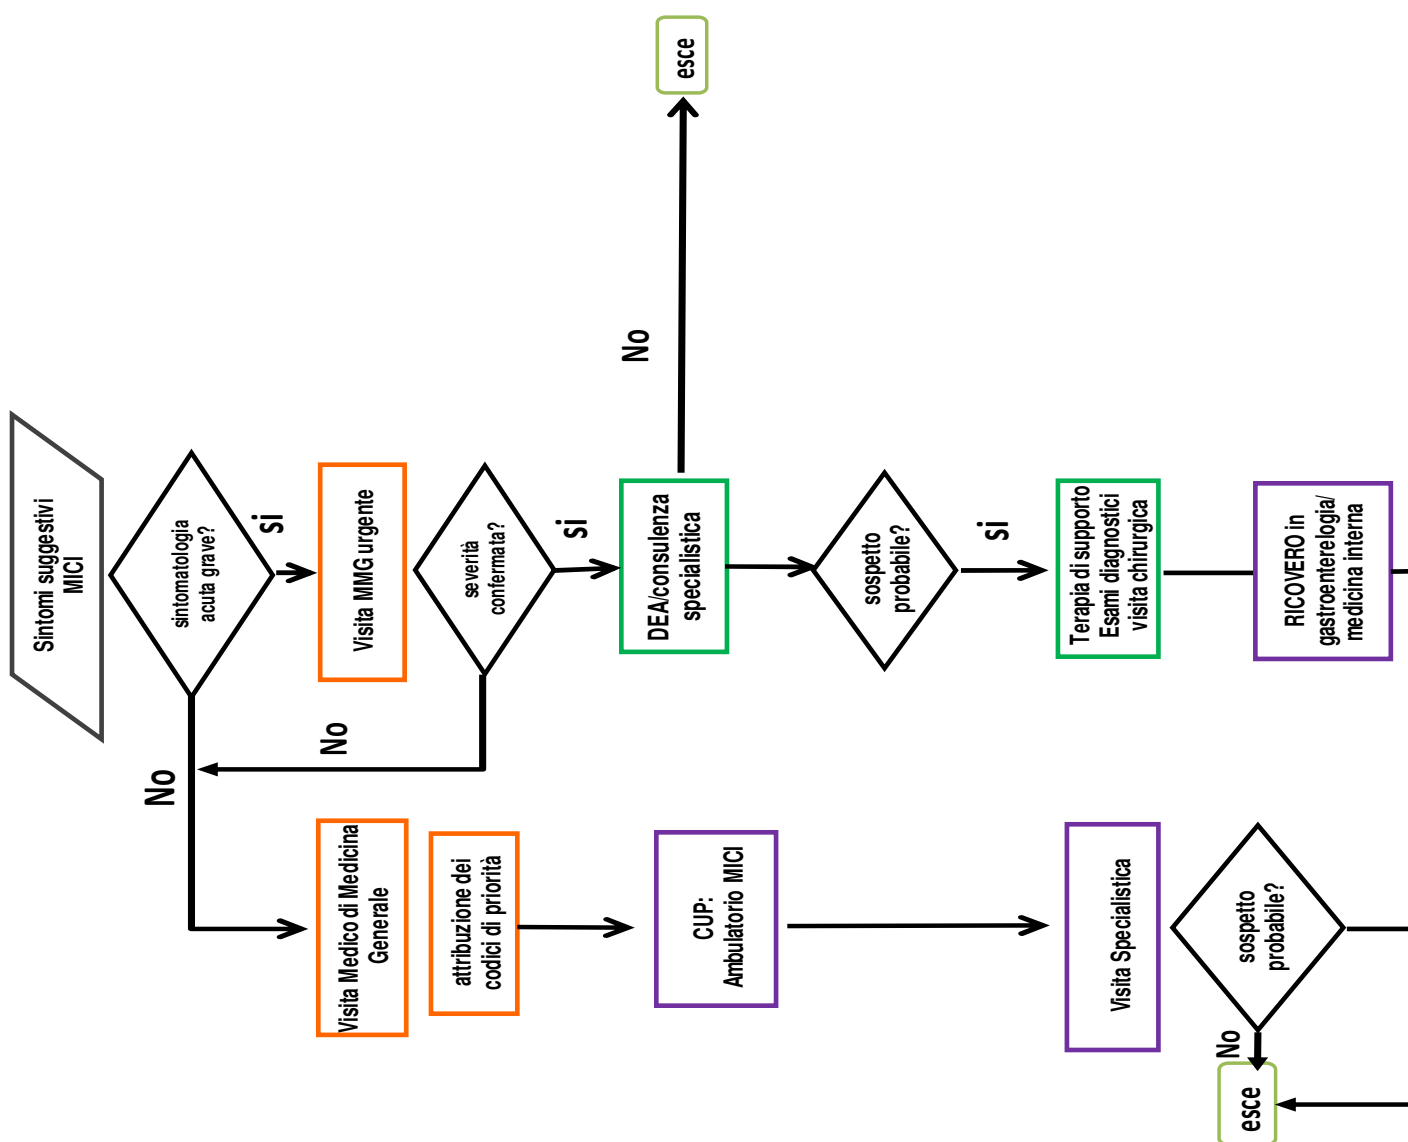 Sintomi suggestivi
MICI
sintomatologia
acuta grave?
si
No
Visita MMG urgente
severità
confermata?
No
si
DEA/consulenza
specialistica
No
esce
sospetto
probabile?
si
Terapia di supporto
Esami diagnostici
visita chirurgica
RICOVERO in
gastroenterelogia/
medicina interna
Visita Medico di Medicina
Generale
attribuzione dei
codici di priorità
CUP:
Ambulatorio MICI
Visita Specialistica
sospetto
probabile?
No
esce